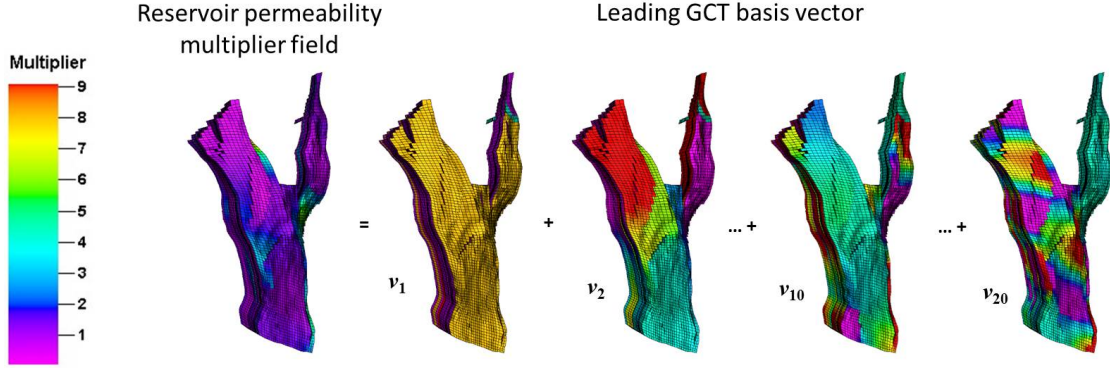 Reservoir permeability
multiplier field
Leading GCT basis vector
Multiplier
9
8
7
6
5
4
3
2
1
=
v1
+
v2
... +
v10
... +
v20